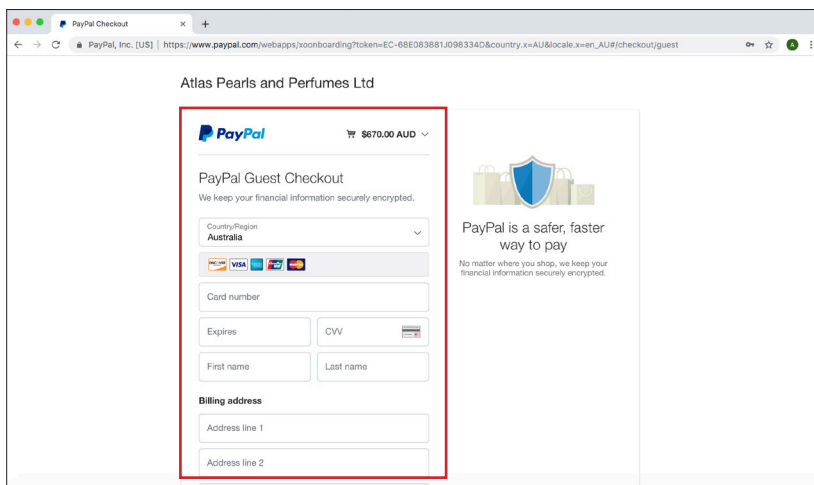 PayPal Checkout
PayPal, Inc. [US] | https://www.paypal.com/webapps/xoonboarding?token=EC-68E083881J098334D&country.x=AU&locale.x=en_AU#/checkout/guest
A
Atlas Pearls and Perfumes Ltd
PayPal
$670.00 AUD
PayPal Guest Checkout
We keep your financial information securely encrypted.
Country/Region
Australia
DISCOVER VISA
Card number
Expires
CVV
First name
Last name
Billing address
Address line 1
Address line 2
PayPal is a safer, faster
way to pay
No matter where you shop, we keep your
financial information securely encrypted.